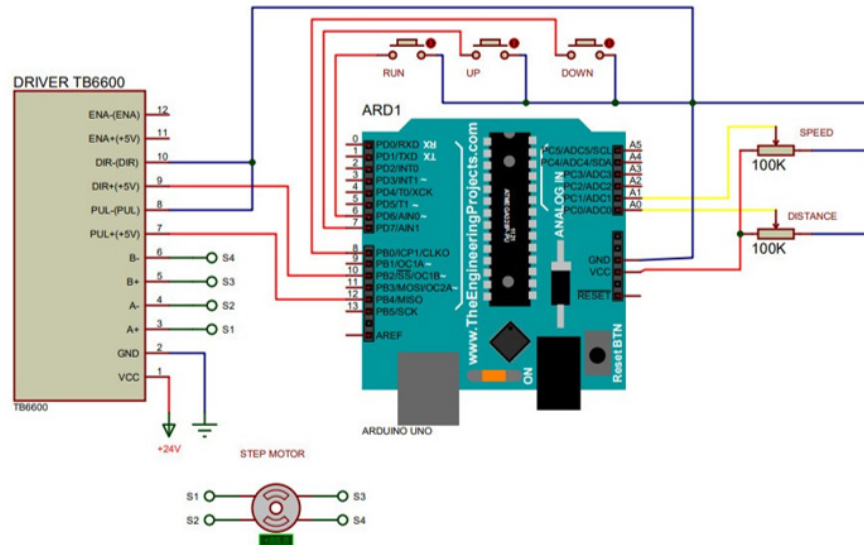 RUN
UP
DOWN
DRIVER TB6600
ENA-(ENA) 12
ENA+(+5V) 11
DIR-(DIR) 10
DIR+(+5V) 9
PUL-(PUL) 8
PUL+(+5V) 7
B- 6 S4
B+ 5 S3
A- 4 S2
A+ 3 S1
GND 2
VCC 1
TB6600
+24V
ARD1
0 PD0/RXD RX
1 PD1/TXD TX
2 PD2/INT0
3 PD3/INT1~
4 PD4/T0/XCK
5 PD5/T1~
6 PD6/AIN0~
7 PD7/AIN1
8 PB0/ICP1/CLKO
9 PB1/OC1A~
10 PB2/SS/OC1B~
11 PB3/MOSI/OC2A~
12 PB4/MISO
13 PB5/SCK
AREF
www.TheEngineeringProjects.com
ANALOG IN
PC5/ADC5/SCL A5
PC4/ADC4/SDA A4
PC3/ADC3 A3
PC2/ADC2 A2
PC1/ADC1 A1
PC0/ADC0 A0
GND
VCC
RESET
Reset BTN
ON
ARDUINO UNO
SPEED
100K
DISTANCE
100K
STEP MOTOR
S1
S2
S3
S4